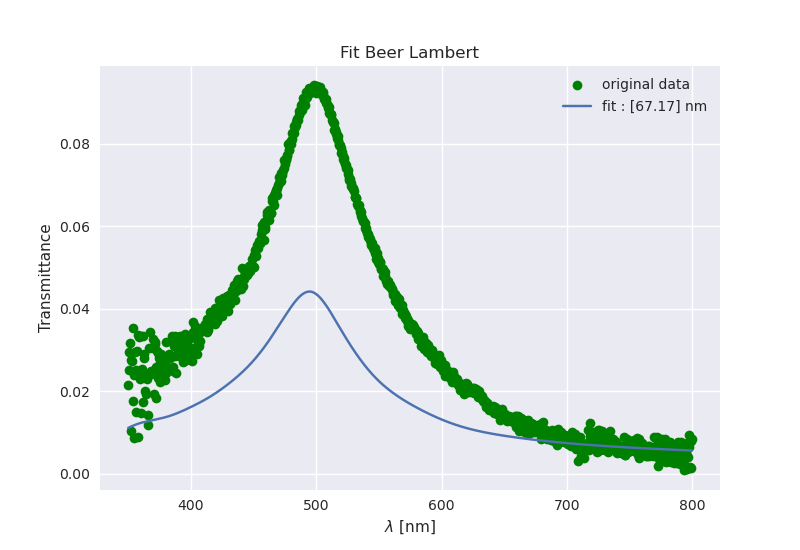 Fit Beer Lambert
original data
fit : [67.17] nm
Transmittance
0.08
0.06
0.04
0.02
0.00
400 500 600 700 800
λ [nm]